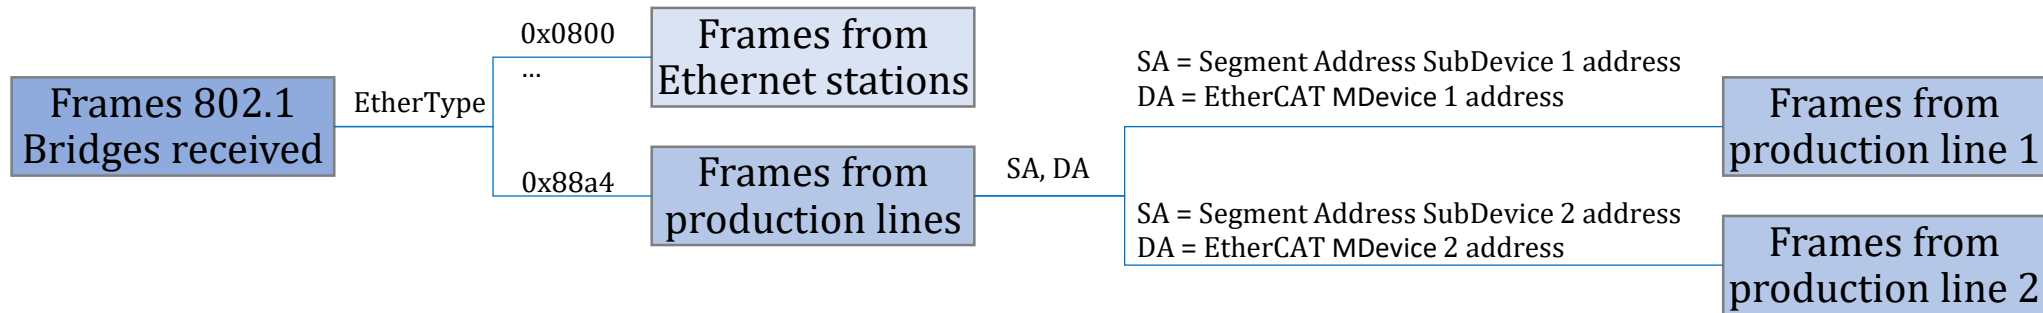 Frames 802.1
Bridges received
EtherType
0x0800
...
Frames from
Ethernet stations
0x88a4
Frames from
production lines
SA, DA
SA = Segment Address SubDevice 1 address
DA = EtherCAT MDevice 1 address
Frames from
production line 1
SA = Segment Address SubDevice 2 address
DA = EtherCAT MDevice 2 address
Frames from
production line 2